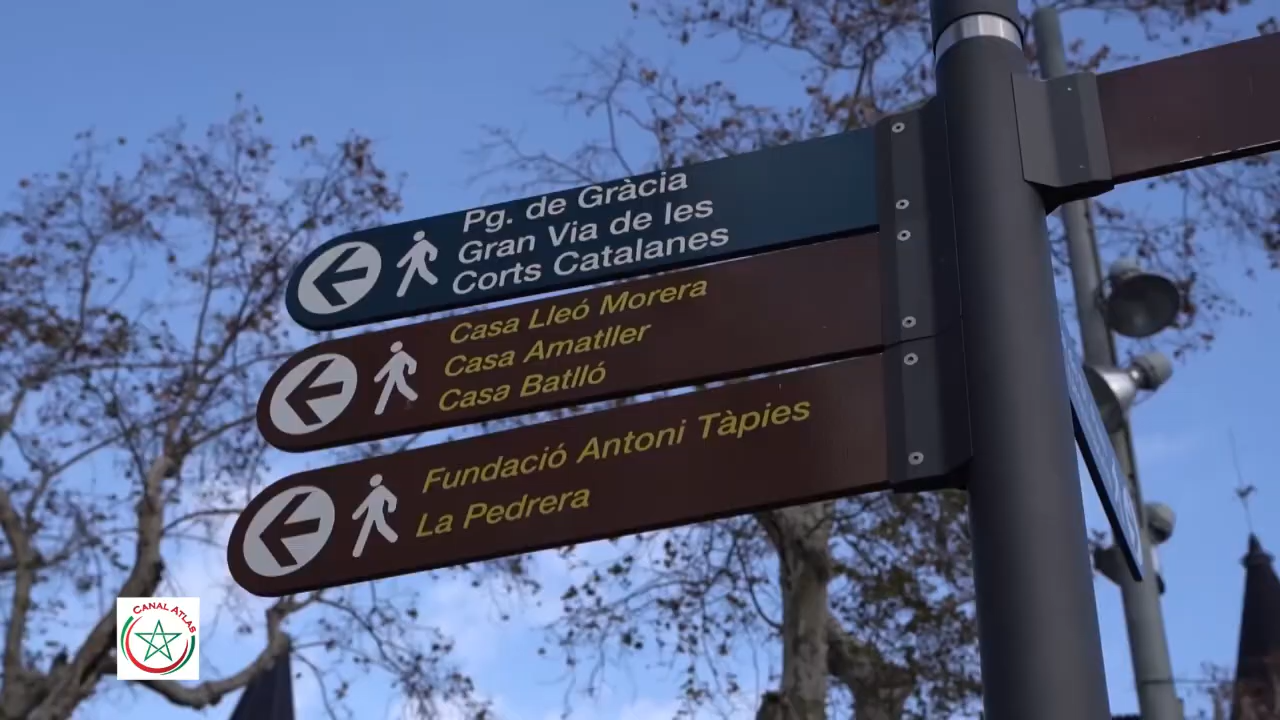 Pg. de Gràcia
Gran Via de les
Corts Catalanes
Casa Lleó Morera
Casa Amatller
Casa Batlló
Fundació Antoni Tàpies
La Pedrera
CANAL ATLAS